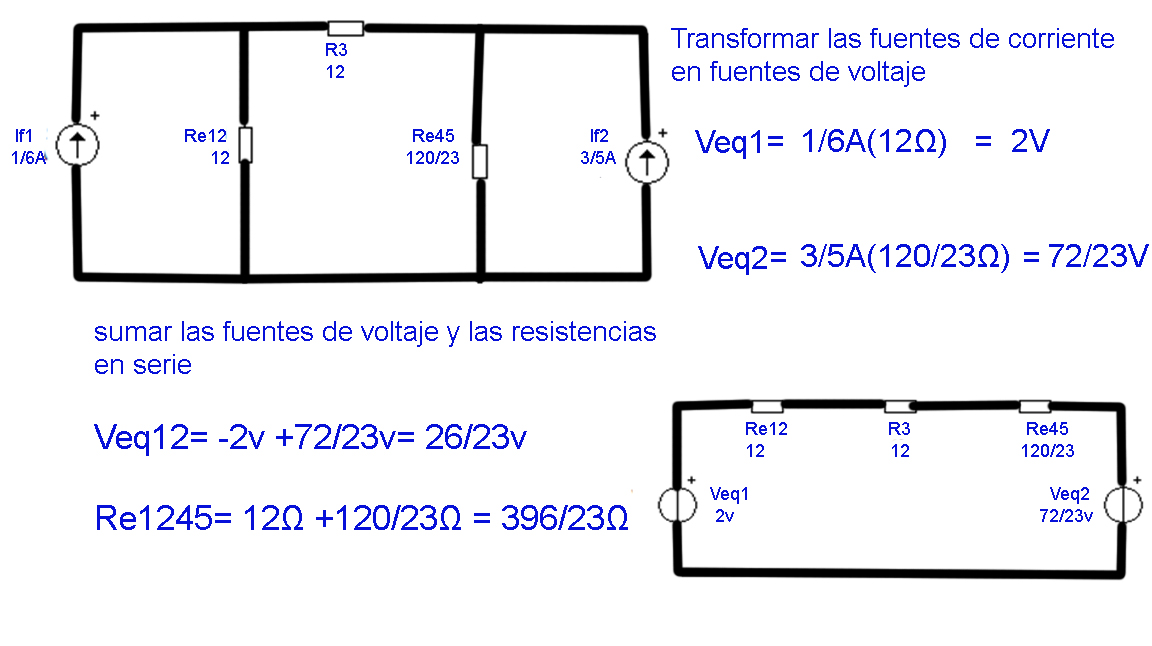 R3
12
If1
1/6A
+
Re12
12
Re45
120/23
If2
3/5A
+
Transformar las fuentes de corriente
en fuentes de voltaje
Veq1= 1/6A(12Ω) = 2V
Veq2= 3/5A(120/23Ω) = 72/23V
sumar las fuentes de voltaje y las resistencias
en serie
Veq12= -2v +72/23v= 26/23v
Re1245= 12Ω +120/23Ω = 396/23Ω
Re12
12
R3
12
Re45
120/23
+
Veq1
2v
Veq2
72/23v
+